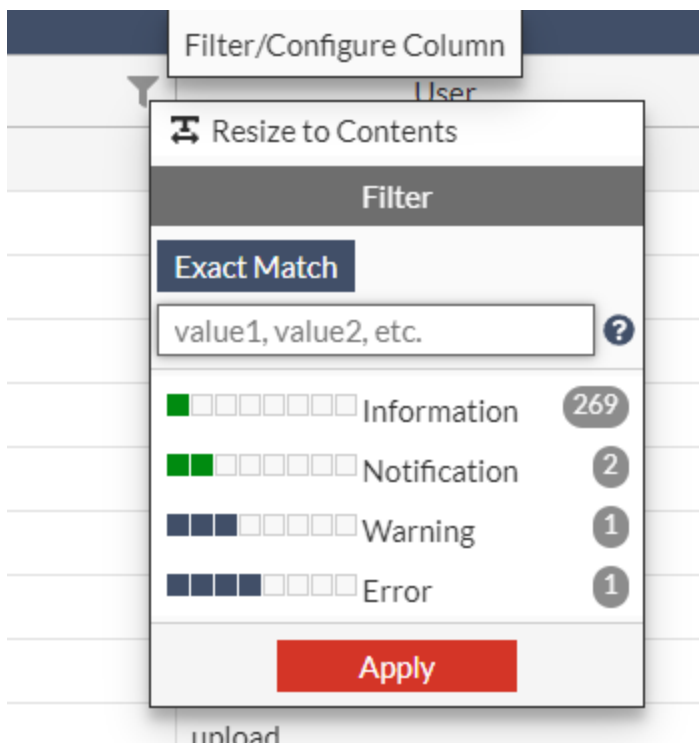 Filter/Configure Column
User
Resize to Contents
Filter
Exact Match
value1, value2, etc.
?
Information 269
Notification 2
Warning 1
Error 1
Apply
upload